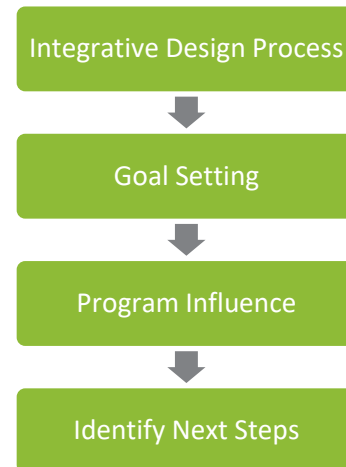 Integrative Design Process
Goal Setting
Program Influence
Identify Next Steps